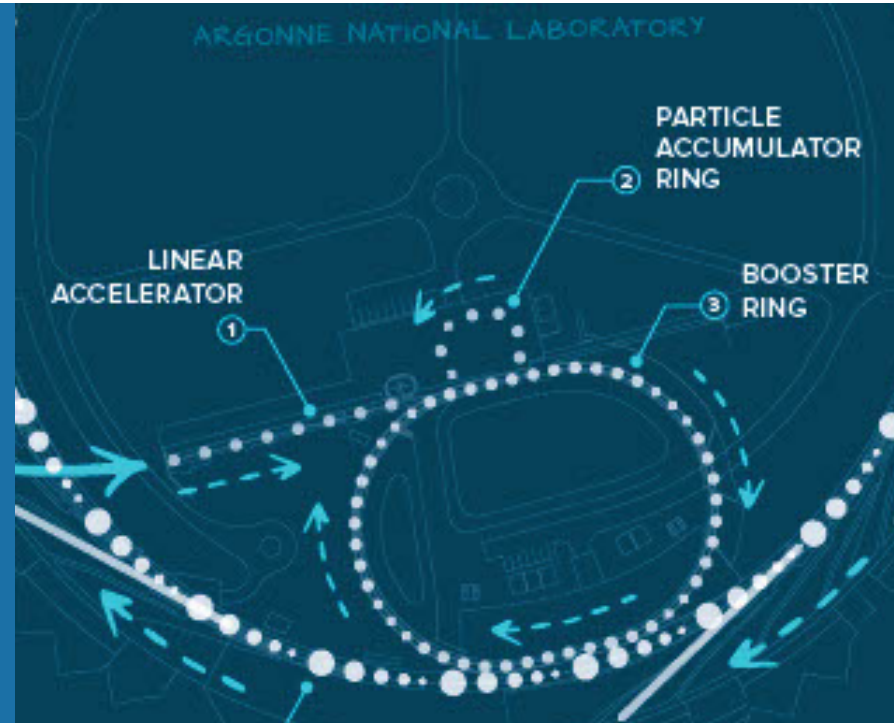 ARGONNE NATIONAL LABORATORY
PARTICLE
ACCUMULATOR
2 RING
LINEAR
ACCELERATOR
1
BOOSTER
3 RING